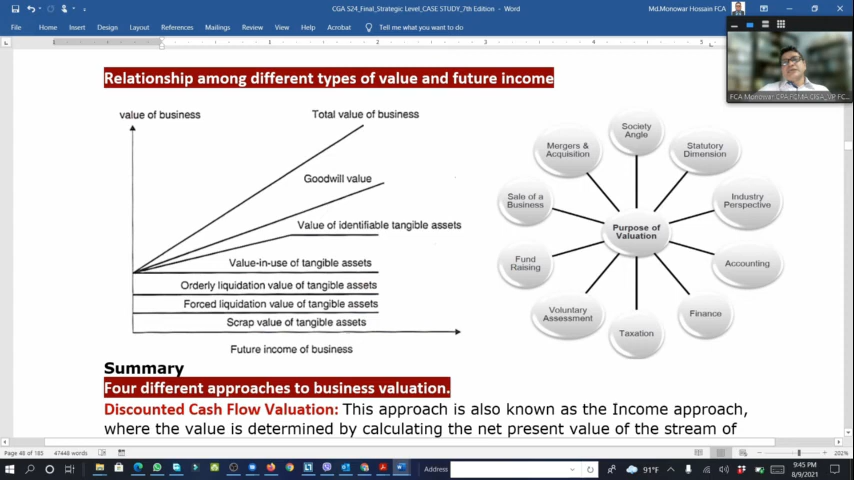 CGA S24_Final_Strategic Level_CASE STUDY_7th Edition - Word
Md.Monowar Hossain FCA
File Home Insert Design Layout References Mailings Review View Help Acrobat Tell me what you want to do
FCA Monowar CPA FCMA CISA_VP FC...
Relationship among different types of value and future income
value of business
Total value of business
Goodwill value
Value of identifiable tangible assets
Value-in-use of tangible assets
Orderly liquidation value of tangible assets
Forced liquidation value of tangible assets
Scrap value of tangible assets
Future income of business
Society
Angle
Mergers &
Acquisition
Statutory
Dimension
Sale of a
Business
Industry
Perspective
Purpose of
Valuation
Fund
Raising
Accounting
Voluntary
Assessment
Finance
Taxation
Summary
Four different approaches to business valuation.
Discounted Cash Flow Valuation: This approach is also known as the Income approach,
where the value is determined by calculating the net present value of the stream of
Page 48 of 185 47448 words
202%
Address
91°F
9:45 PM
8/9/2021